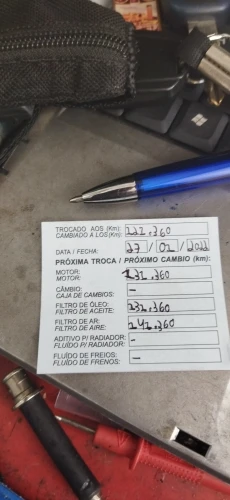 TROCADO AOS (Km): 222.360
CAMBIADO A LOS (Km):
DATA / FECHA: 27 / 01 / 2022
PRÓXIMA TROCA / PRÓXIMO CAMBIO (km):
MOTOR: 232.360
MOTOR:
CÂMBIO: -
CAJA DE CAMBIOS:
FILTRO DE ÓLEO: 232.360
FILTRO DE ACEITE:
FILTRO DE AR: 242.360
FILTRO DE AIRE:
ADITIVO P/ RADIADOR: -
FLUÍDO P/ RADIADOR:
FLUÍDO DE FREIOS: -
FLUÍDO DE FRENOS: